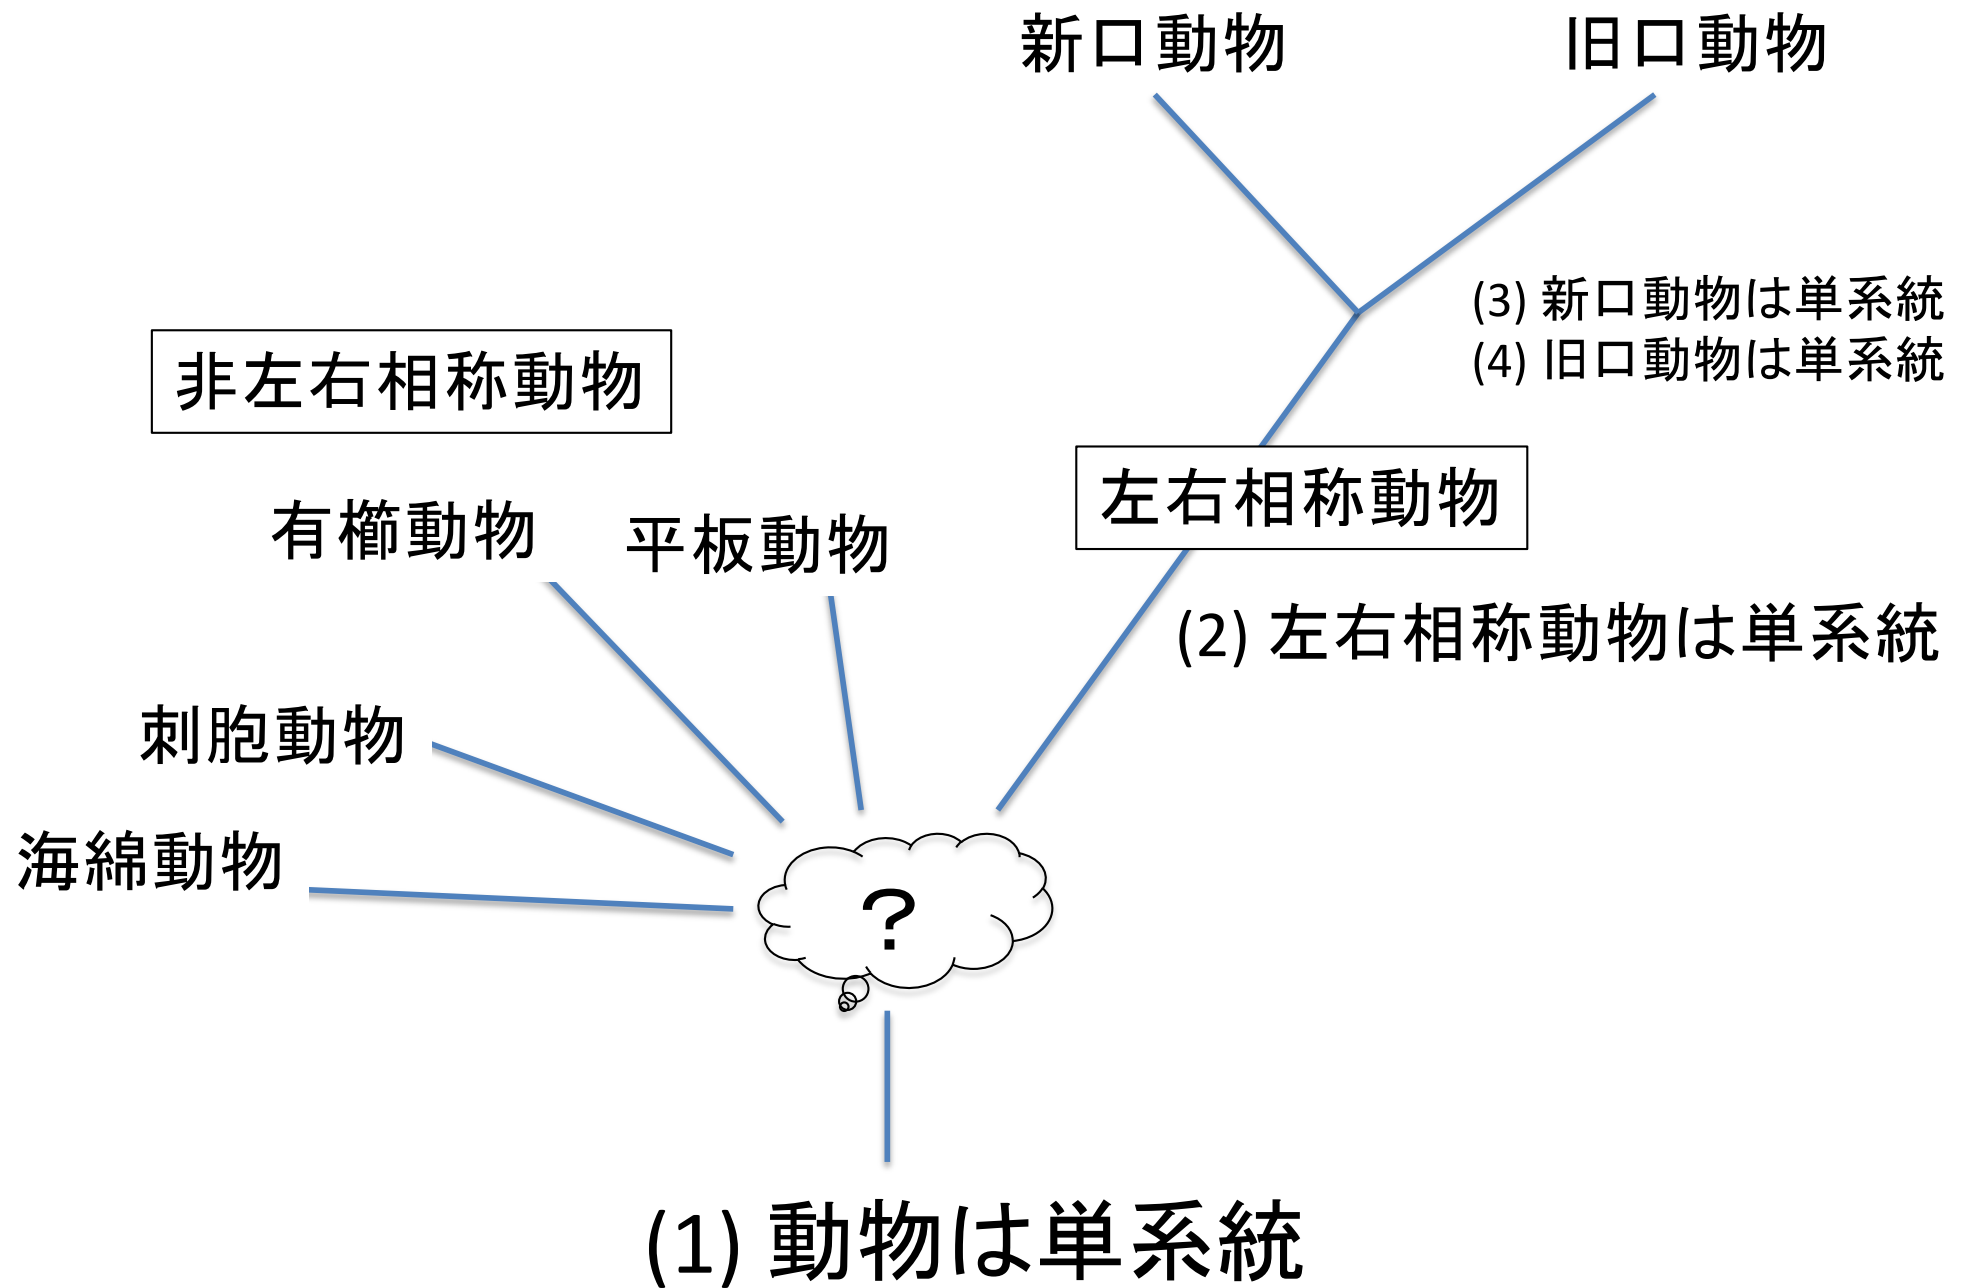 新口動物
旧口動物
(3) 新口動物は単系統
(4) 旧口動物は単系統
非左右相称動物
左右相称動物
有櫛動物
平板動物
(2) 左右相称動物は単系統
刺胞動物
海綿動物
?
(1) 動物は単系統